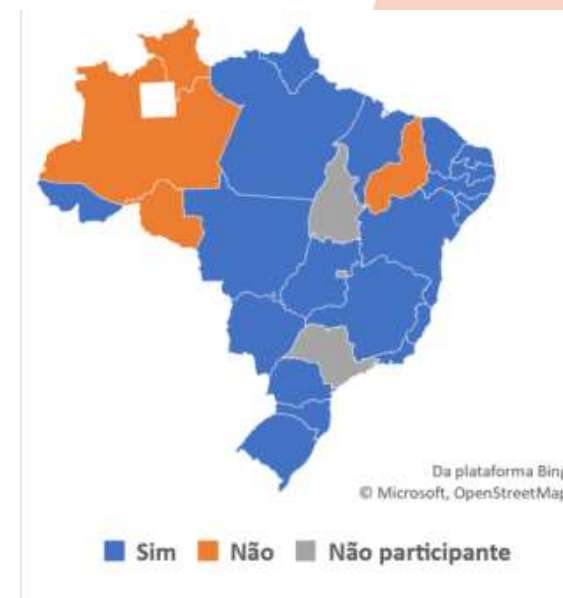 Da plataforma Bing
© Microsoft, OpenStreetMap
Sim Não Não participante